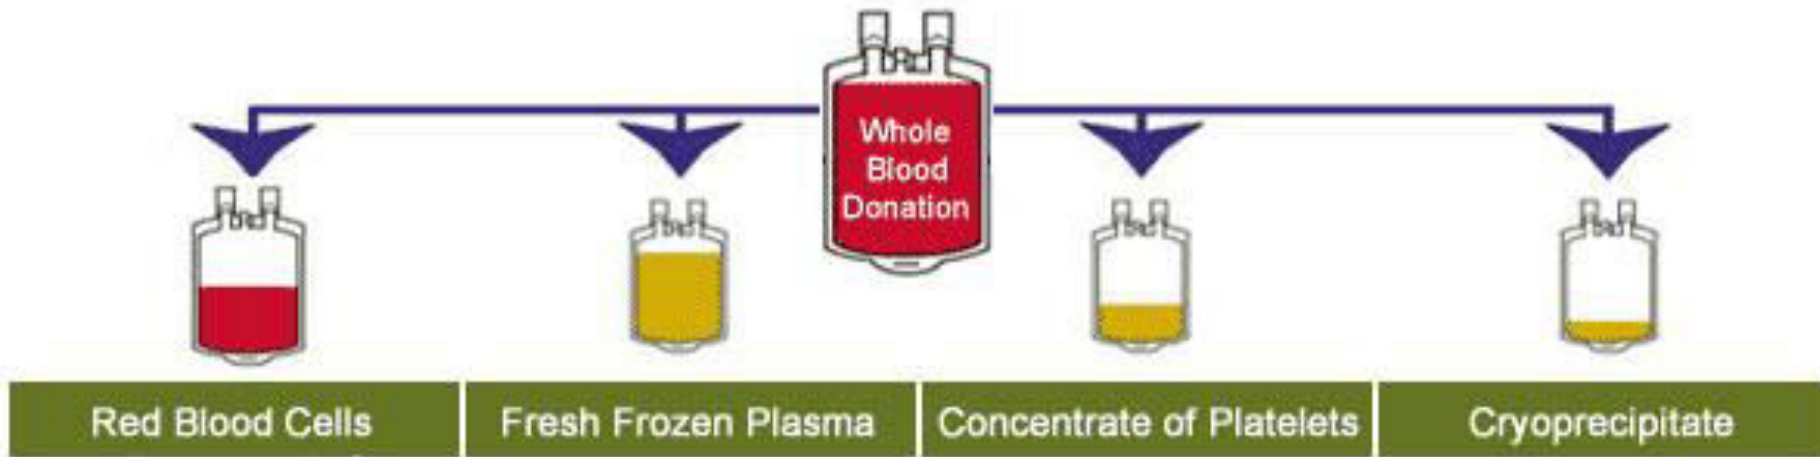 Whole
Blood
Donation
Red Blood Cells
Fresh Frozen Plasma
Concentrate of Platelets
Cryoprecipitate